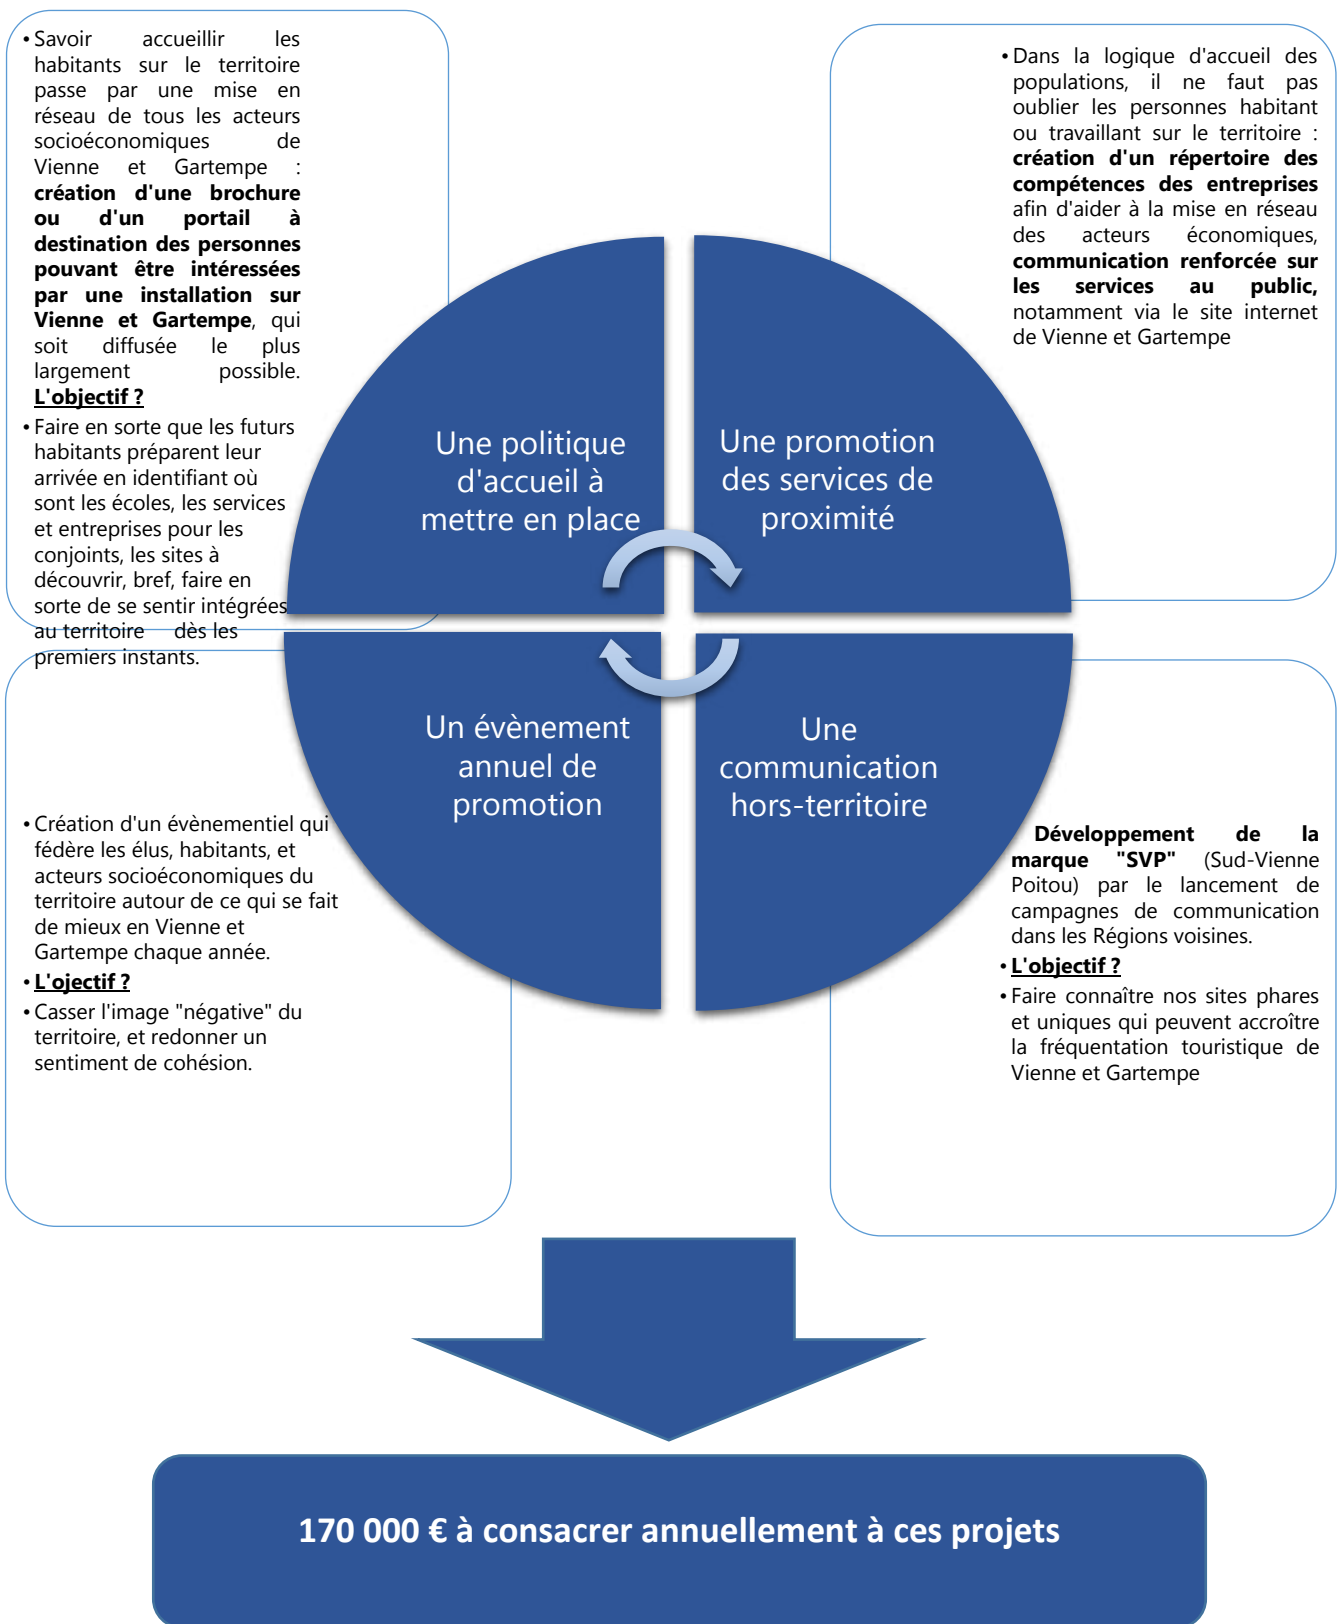 • Savoir accueillir les
habitants sur le territoire
passe par une mise en
réseau de tous les acteurs
socioéconomiques de
Vienne et Gartempe :
création d'une brochure
ou d'un portail à
destination des personnes
pouvant être intéressées
par une installation sur
Vienne et Gartempe, qui
soit diffusée le plus
largement possible.
L'objectif ?
• Faire en sorte que les futurs
habitants préparent leur
arrivée en identifiant où
sont les écoles, les services
et entreprises pour les
conjoints, les sites à
découvrir, bref, faire en
sorte de se sentir intégrées
au territoire dès les
premiers instants.
• Dans la logique d'accueil des
populations, il ne faut pas
oublier les personnes habitant
ou travaillant sur le territoire :
création d'un répertoire des
compétences des entreprises
afin d'aider à la mise en réseau
des acteurs économiques,
communication renforcée sur
les services au public,
notamment via le site internet
de Vienne et Gartempe
Une politique
d'accueil à
mettre en place
Une promotion
des services de
proximité
Un évènement
annuel de
promotion
Une
communication
hors-territoire
• Création d'un évènementiel qui
fédère les élus, habitants, et
acteurs socioéconomiques du
territoire autour de ce qui se fait
de mieux en Vienne et
Gartempe chaque année.
• L'ojectif ?
• Casser l'image "négative" du
territoire, et redonner un
sentiment de cohésion.
Développement de la
marque "SVP" (Sud-Vienne
Poitou) par le lancement de
campagnes de communication
dans les Régions voisines.
• L'objectif ?
• Faire connaître nos sites phares
et uniques qui peuvent accroître
la fréquentation touristique de
Vienne et Gartempe
170 000 € à consacrer annuellement à ces projets